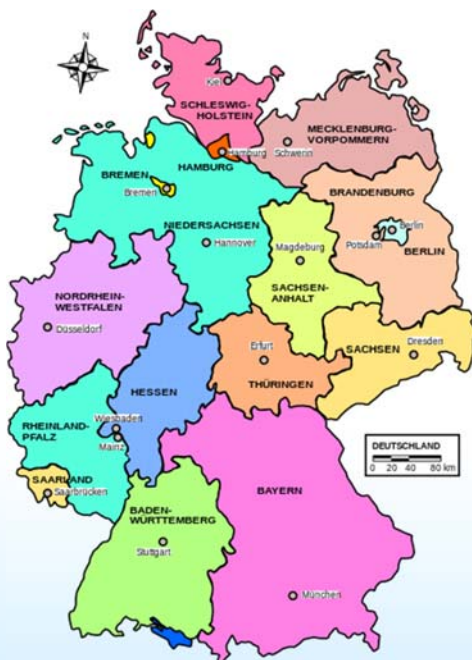 N
Kiel
SCHLESWIG-
HOLSTEIN
MECKLENBURG-
VORPOMMERN
Hamburg
Schwerin
HAMBURG
BREMEN
Bremen
BRANDENBURG
NIEDERSACHSEN
Hannover
Berlin
Potsdam
BERLIN
Magdeburg
SACHSEN-
ANHALT
NORDRHEIN-
WESTFALEN
Düsseldorf
HESSEN
Erfurt
THÜRINGEN
SACHSEN
Dresden
RHEINLAND-
PFALZ
Wiesbaden
Mainz
SAARLAND
Saarbrücken
DEUTSCHLAND
0 20 40 80 km
BADEN-
WÜRTTEMBERG
Stuttgart
BAYERN
München